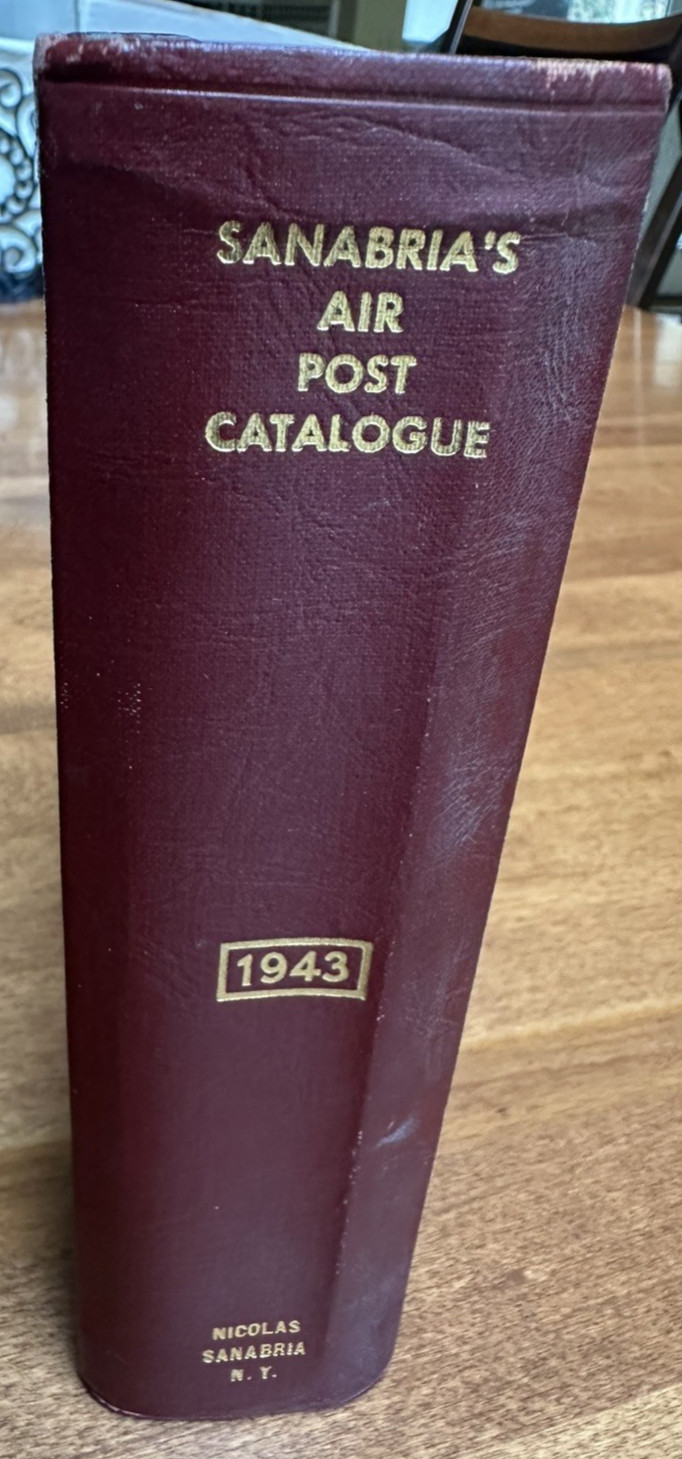 SANABRIA'S
AIR
POST
CATALOGUE
1943
NICOLAS
SANABRIA
N. Y.